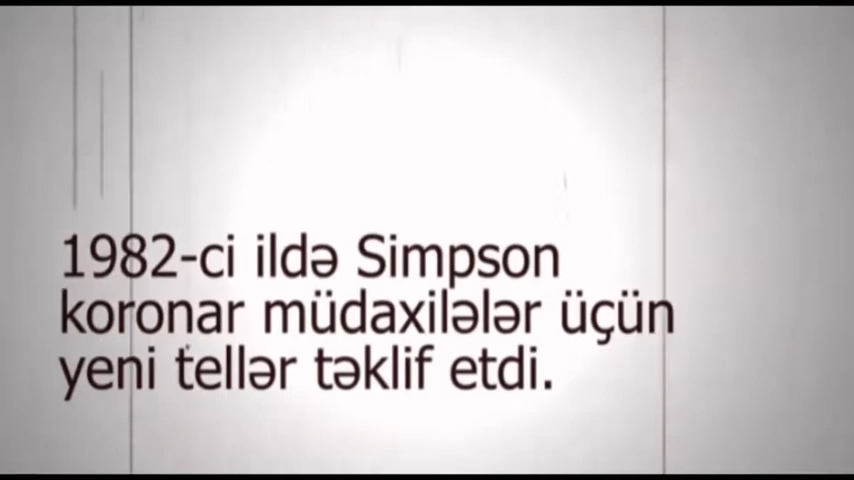 1982-ci ildə Simpson
koronar müdaxilələr üçün
yeni tellər təklif etdi.